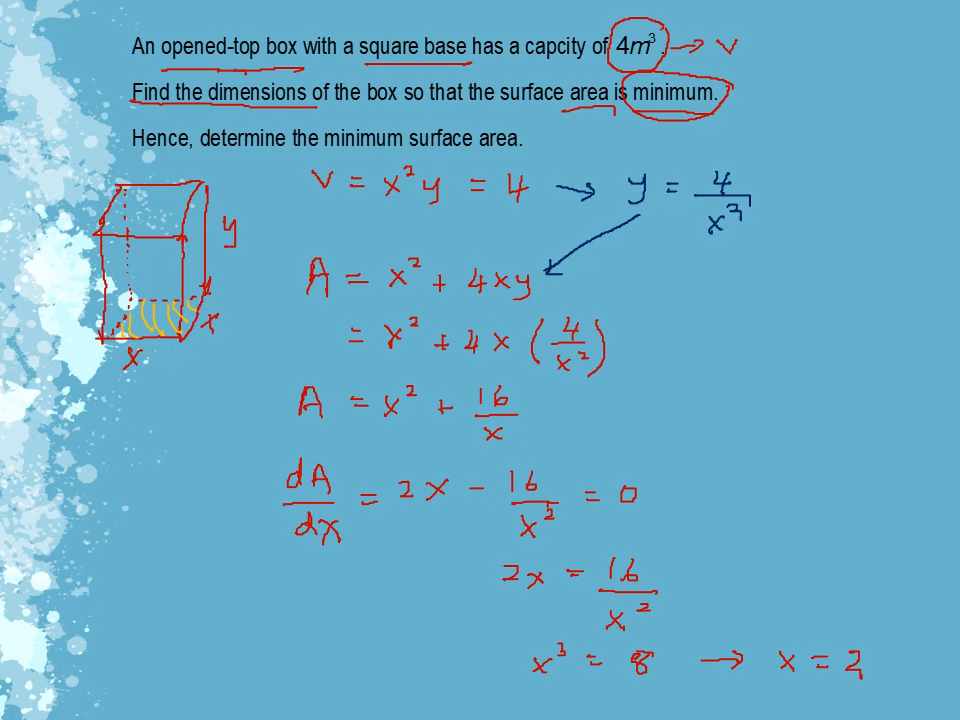 An opened-top box with a square base has a capcity of 4m³. → v
Find the dimensions of the box so that the surface area is minimum.
Hence, determine the minimum surface area.
V = x²y = 4 → y = 4/x²
y
x
x
A = x² + 4xy
= x² + 4x (4/x²)
A = x² + 16/x
dA/dx = 2x - 16/x² = 0
2x = 16/x²
x³ = 8 → x = 2